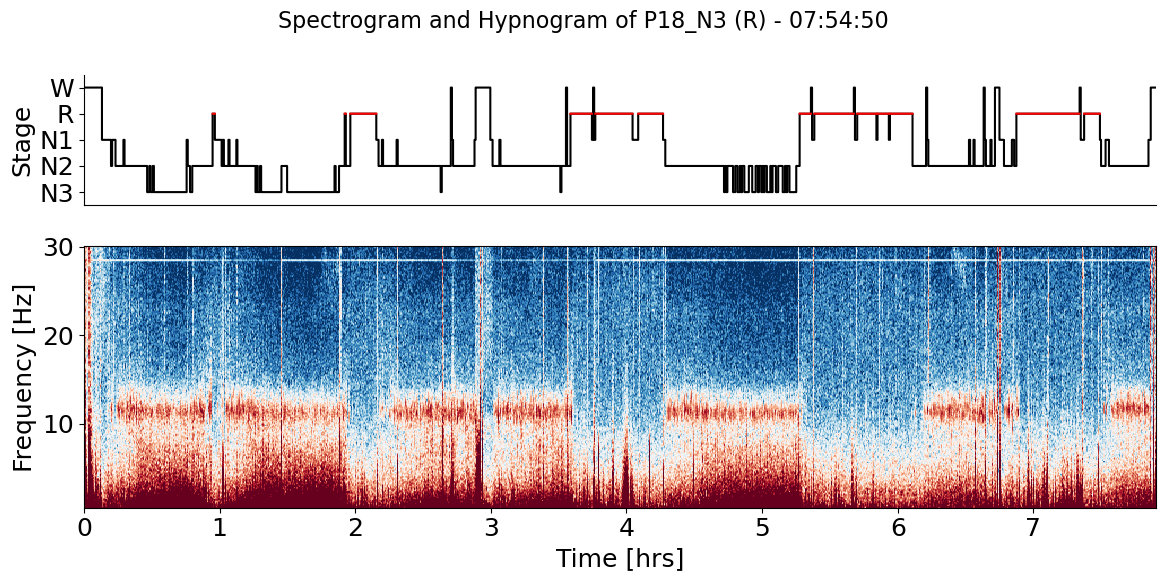 Spectrogram and Hypnogram of P18_N3 (R) - 07:54:50
Stage
W
R
N1
N2
N3
Frequency [Hz]
30
20
10
0 1 2 3 4 5 6 7
Time [hrs]